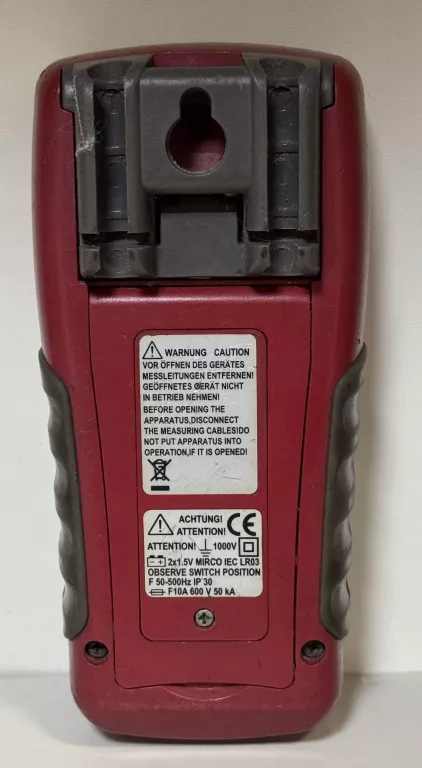 WARNUNG CAUTION
VOR ÖFFNEN DES GERÄTES
MESSLEITUNGEN ENTFERNEN!
GEÖFFNETES GERÄT NICHT
IN BETRIEB NEHMEN!
BEFORE OPENING THE
APPARATUS,DISCONNECT
THE MEASURING CABLES!DO
NOT PUT APPARATUS INTO
OPERATION,IF IT IS OPENED!
ACHTUNG! CE
ATTENTION!
ATTENTION! 1000V
2x1.5V MIRCO IEC LR03
OBSERVE SWITCH POSITION
F 50-500Hz IP 30
F10A 600 V 50 kA